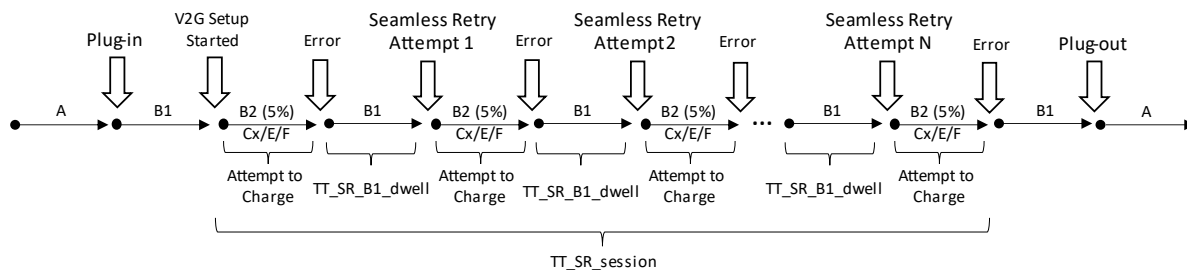 V2G Setup
Started
Plug-in
Error
Seamless Retry
Attempt 1
Error
Seamless Retry
Attempt2
Error
Seamless Retry
Attempt N
Error
Plug-out
A
B1
B2 (5%)
Cx/E/F
B1
B2 (5%)
Cx/E/F
B1
B2 (5%)
Cx/E/F
...
B1
B2 (5%)
Cx/E/F
B1
A
Attempt to
Charge
TT_SR_B1_dwell
Attempt to
Charge
TT_SR_B1_dwell
Attempt to
Charge
TT_SR_B1_dwell
Attempt to
Charge
TT_SR_session